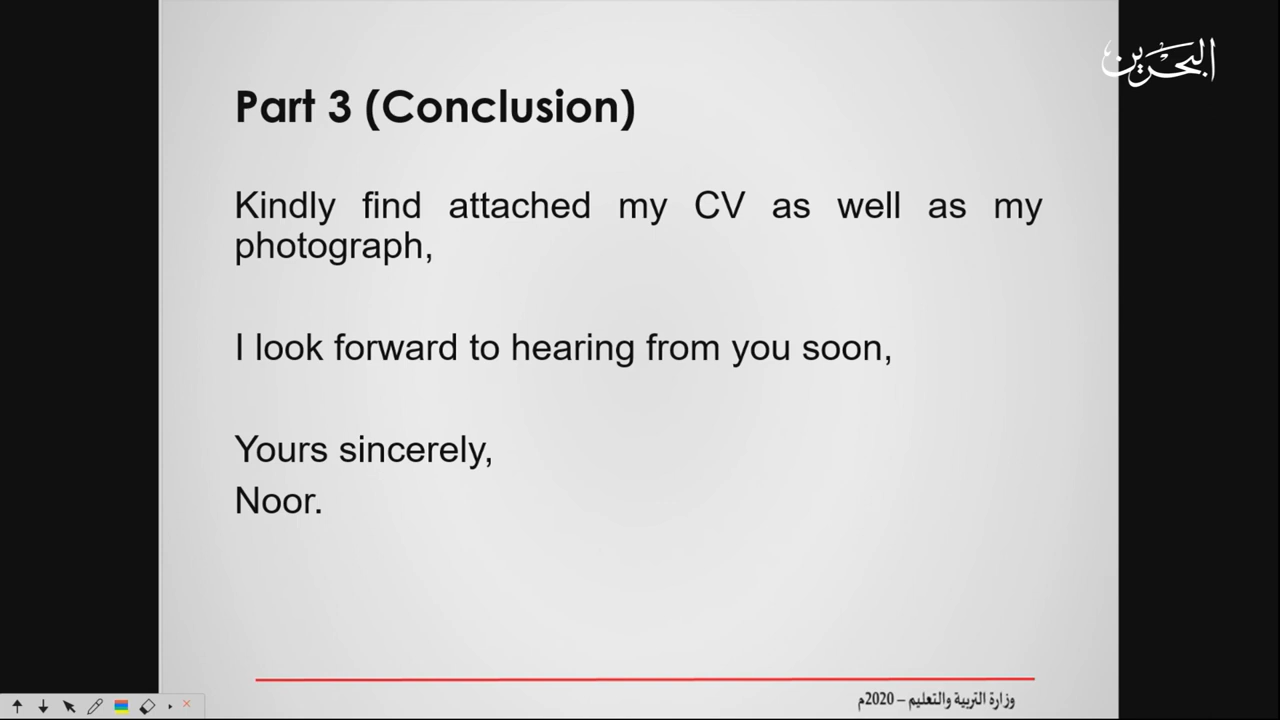 البحرين
Part 3 (Conclusion)
Kindly find attached my CV as well as my
photograph,
I look forward to hearing from you soon,
Yours sincerely,
Noor.
وزارة التربية والتعليم – 2020م